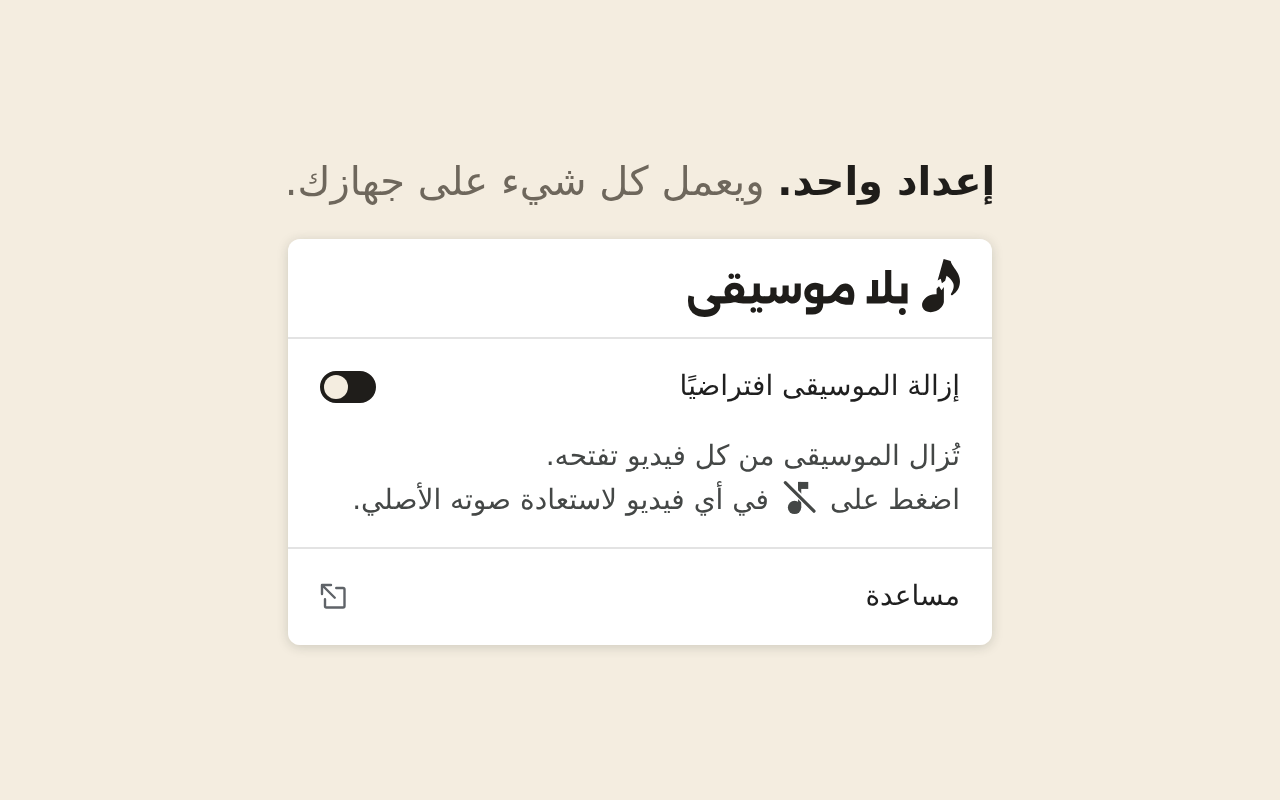 إعداد واحد. ويعمل كل شيء على جهازك.
بلا موسيقى
إزالة الموسيقى افتراضيًا
تُزال الموسيقى من كل فيديو تفتحه.
اضغط على في أي فيديو لاستعادة صوته الأصلي.
مساعدة